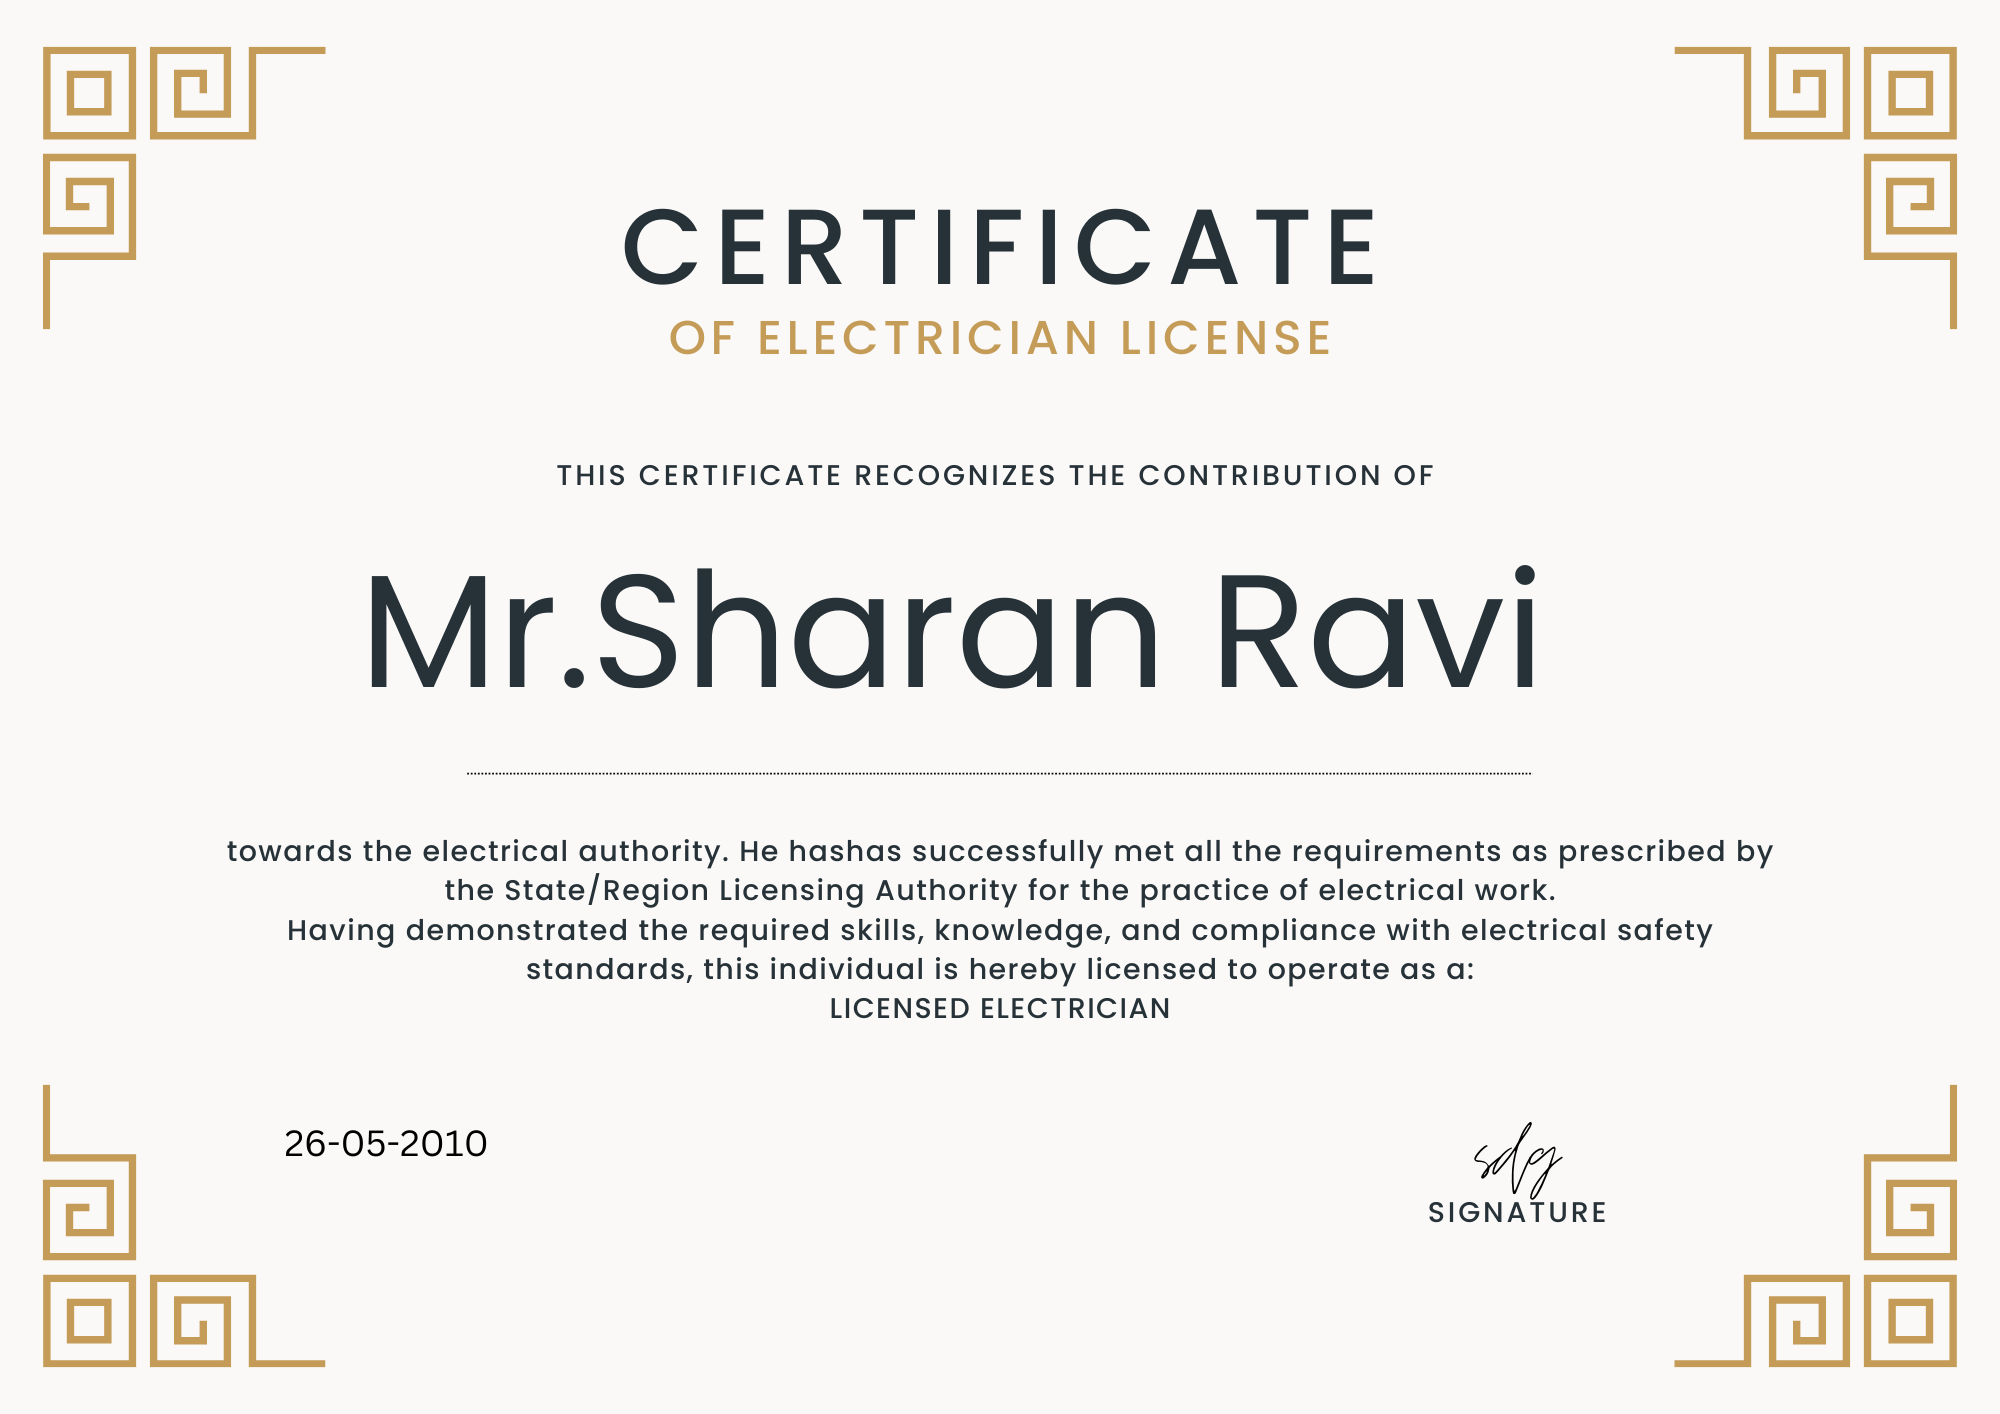 CERTIFICATE
OF ELECTRICIAN LICENSE
THIS CERTIFICATE RECOGNIZES THE CONTRIBUTION OF
Mr.Sharan Ravi
towards the electrical authority. He hashas successfully met all the requirements as prescribed by
the State/Region Licensing Authority for the practice of electrical work.
Having demonstrated the required skills, knowledge, and compliance with electrical safety
standards, this individual is hereby licensed to operate as a:
LICENSED ELECTRICIAN
26-05-2010
sdg
SIGNATURE